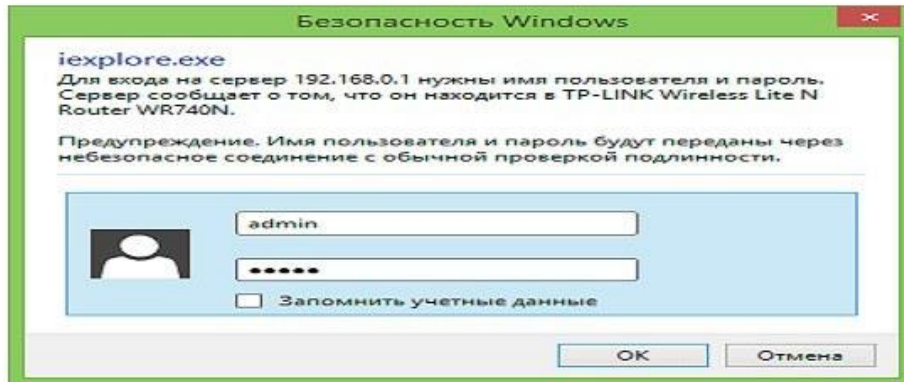 Безопасность Windows
iexplore.exe
Для входа на сервер 192.168.0.1 нужны имя пользователя и пароль.
Сервер сообщает о том, что он находится в TP-LINK Wireless Lite N
Router WR740N.
Предупреждение. Имя пользователя и пароль будут переданы через
небезопасное соединение с обычной проверкой подлинности.
admin
•••••
Запомнить учетные данные
OK
Отмена